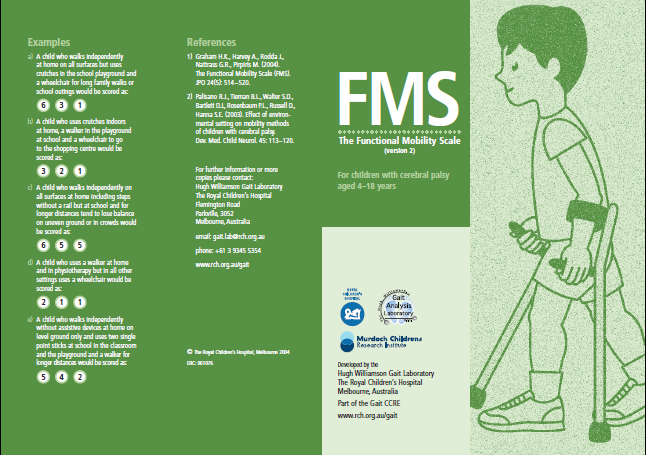 Examples
a) A child who walks independently
at home on all surfaces but uses
crutches in the school playground and
a wheelchair for long family walks or
school outings would be scored as:
6 3 1
b) A child who uses crutches indoors
at home, a walker in the playground
at school and a wheelchair to go
to the shopping centre would be
scored as:
3 2 1
c) A child who walks independently on
all surfaces at home including steps
without a rail but at school and for
longer distances tend to lose balance
on uneven ground or in crowds would
be scored as:
6 5 5
d) A child who uses a walker at home
and in physiotherapy but in all other
settings uses a wheelchair would be
scored as:
2 1 1
e) A child who walks independently
without assistive devices at home on
level ground only and uses two single
point sticks at school in the classroom
and the playground and a walker for
longer distances would be scored as:
5 4 2
References
1) Graham H.K., Harvey A., Rodda J.,
Nattrass G.R., Pirpiris M. (2004).
The Functional Mobility Scale (FMS).
JPO 24(5): 514–520.
2) Palisano R.J., Tieman B.L., Walter S.D.,
Bartlett D.J., Rosenbaum P.L., Russell D.,
Hanna S.E. (2003). Effect of environ-
mental setting on mobility methods
of children with cerebral palsy.
Dev. Med. Child Neurol. 45: 113–120.
For further information or more
copies please contact:
Hugh Williamson Gait Laboratory
The Royal Children's Hospital
Flemington Road
Parkville, 3052
Melbourne, Australia
email: gait.lab@rch.org.au
phone: +61 3 9345 5354
www.rch.org.au/gait
© The Royal Children's Hospital, Melbourne 2004
ERC: 061076
FMS
The Functional Mobility Scale
(version 2)
For children with cerebral palsy
aged 4–18 years
ROYAL
CHILDREN'S
HOSPITAL
Hugh Williamson
Gait
Analysis
Laboratory
Murdoch Childrens
Research Institute
Developed by the
Hugh Williamson Gait Laboratory
The Royal Children's Hospital
Melbourne, Australia
Part of the Gait CCRE
www.rch.org.au/gait